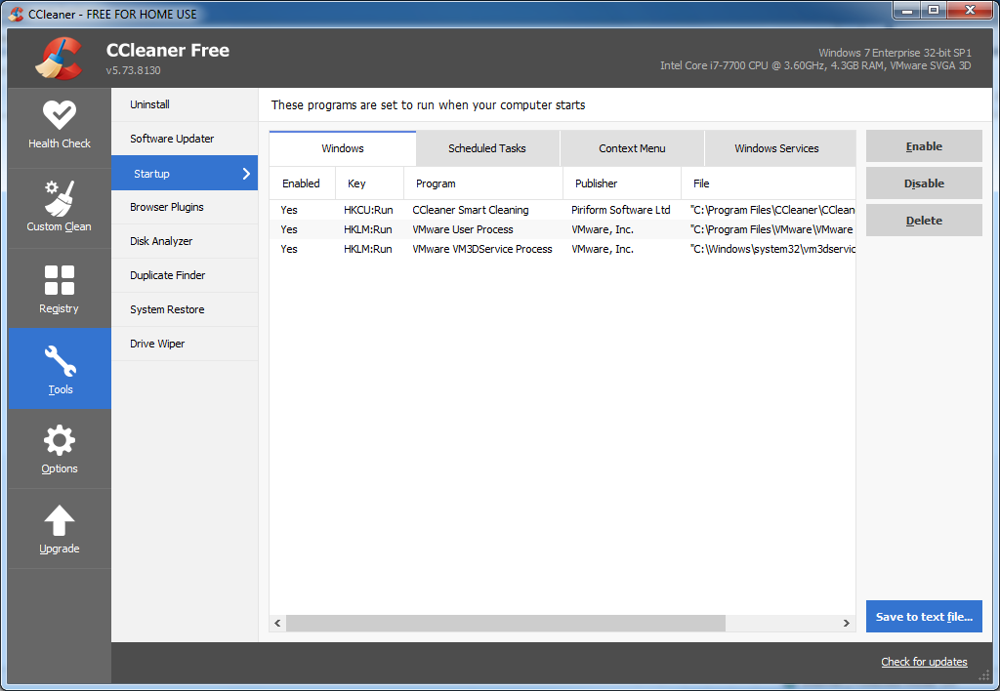 CCleaner - FREE FOR HOME USE
CCleaner Free
v5.73.8130
Windows 7 Enterprise 32-bit SP1
Intel Core i7-7700 CPU @ 3.60GHz, 4.3GB RAM, VMware SVGA 3D
Health Check
Custom Clean
Registry
Tools
Options
Upgrade
Uninstall
Software Updater
Startup
Browser Plugins
Disk Analyzer
Duplicate Finder
System Restore
Drive Wiper
These programs are set to run when your computer starts
Windows Scheduled Tasks Context Menu Windows Services
Enabled Key Program Publisher File
Yes HKCU:Run CCleaner Smart Cleaning Piriform Software Ltd "C:\Program Files\CCleaner\CClean
Yes HKLM:Run VMware User Process VMware, Inc. "C:\Program Files\VMware\VMware
Yes HKLM:Run VMware VM3DService Process VMware, Inc. "C:\Windows\system32\vm3dservic
Enable
Disable
Delete
Save to text file...
Check for updates